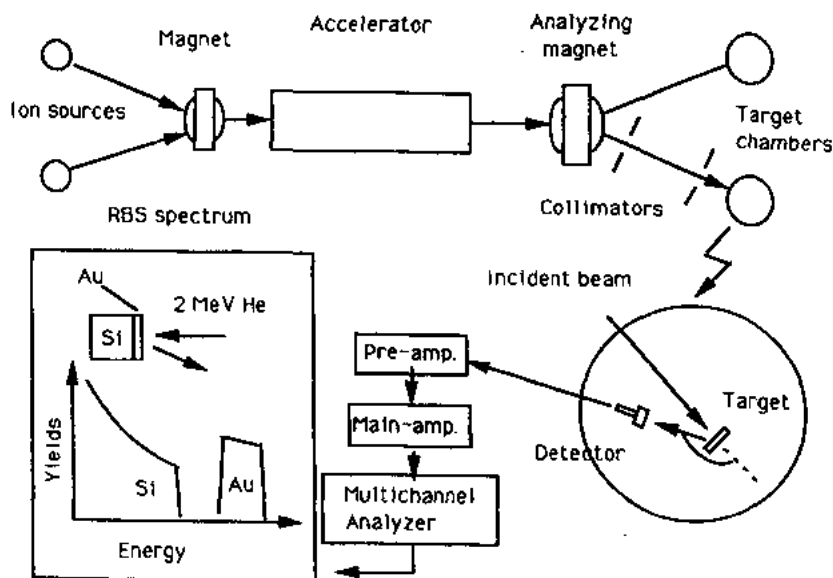 Magnet
Accelerator
Analyzing
magnet
Ion sources
Target
chambers
Collimators
RBS spectrum
Au
2 MeV He
Si
Incident beam
Pre-amp.
Main-amp.
Target
Detector
Yields
Si
Au
Multichannel
Analyzer
Energy